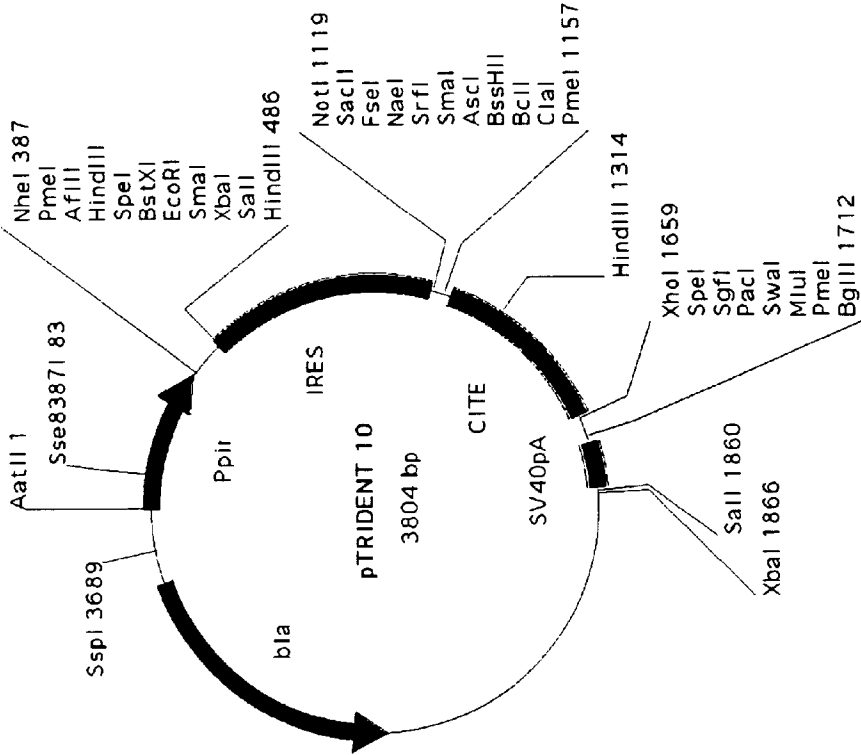 AatII 1
Sse8387I 83
NheI 387
PmeI
AflII
HindIII
SpeI
BstXI
EcoRI
SmaI
XbaI
SalI
HindIII 486
NotI 1119
SacII
FseI
NaeI
SrfI
SmaI
AscI
BssHII
BclI
ClaI
PmeI 1157
HindIII 1314
XhoI 1659
SpeI
SgfI
PacI
SwaI
MluI
PmeI
BglII 1712
SalI 1860
XbaI 1866
SspI 3689
bla
Ppir
IRES
pTRIDENT 10
3804 bp
CITE
SV40pA